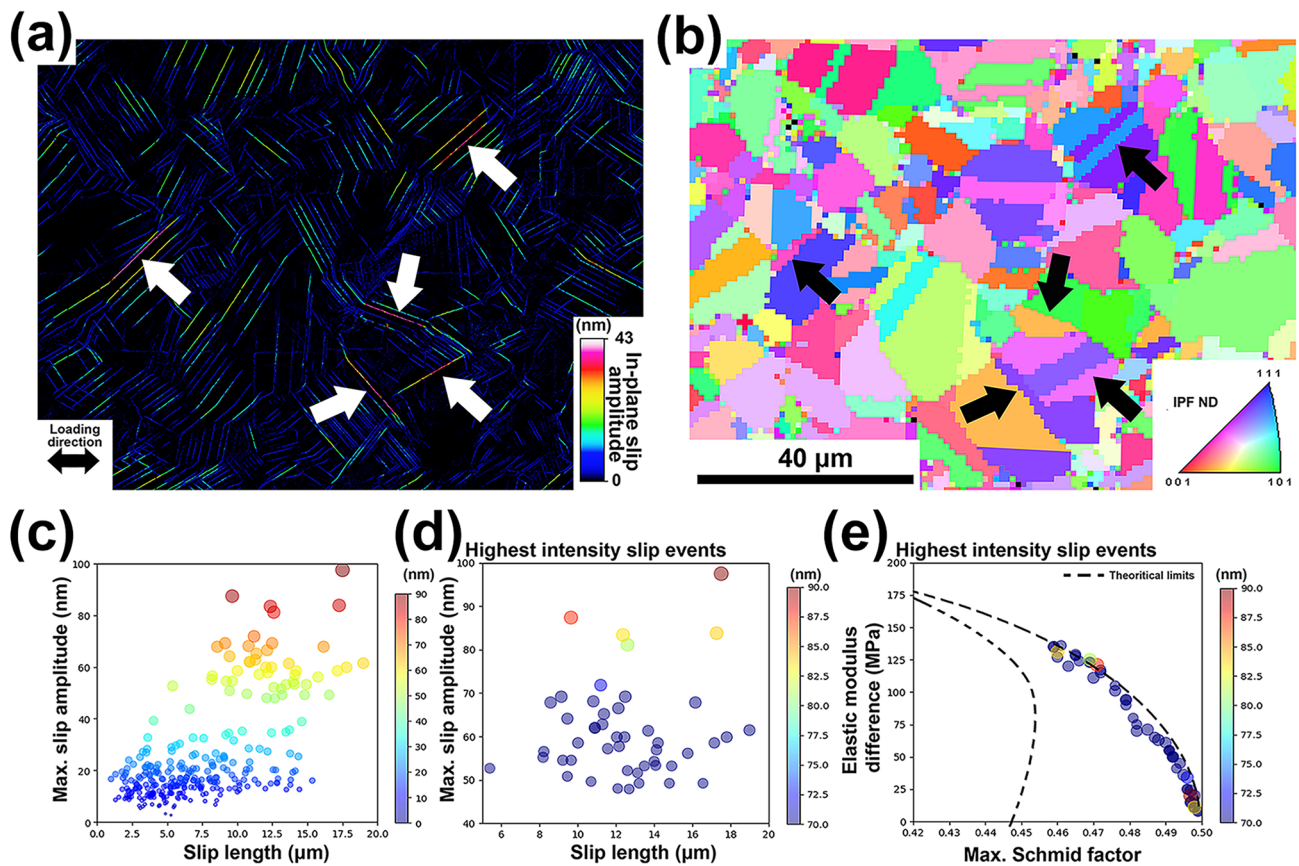 (a)
(nm)
43
In-plane slip
amplitude
0
Loading
direction
(b)
40 μm
IPF ND
111
001
101
(c)
Max. slip amplitude (nm)
100
80
60
40
20
0
0.0 2.5 5.0 7.5 10.0 12.5 15.0 17.5 20.0
Slip length (μm)
(nm)
90
80
70
60
50
40
30
20
10
0
(d)
Highest intensity slip events
Max. slip amplitude (nm)
100
90
80
70
60
50
40
6 8 10 12 14 16 18 20
Slip length (μm)
(nm)
90.0
87.5
85.0
82.5
80.0
77.5
75.0
72.5
70.0
(e)
Highest intensity slip events
Elastic modulus
difference (MPa)
200
175
150
125
100
75
50
25
0
0.42 0.43 0.44 0.45 0.46 0.47 0.48 0.49 0.50
Max. Schmid factor
Theoritical limits
(nm)
90.0
87.5
85.0
82.5
80.0
77.5
75.0
72.5
70.0